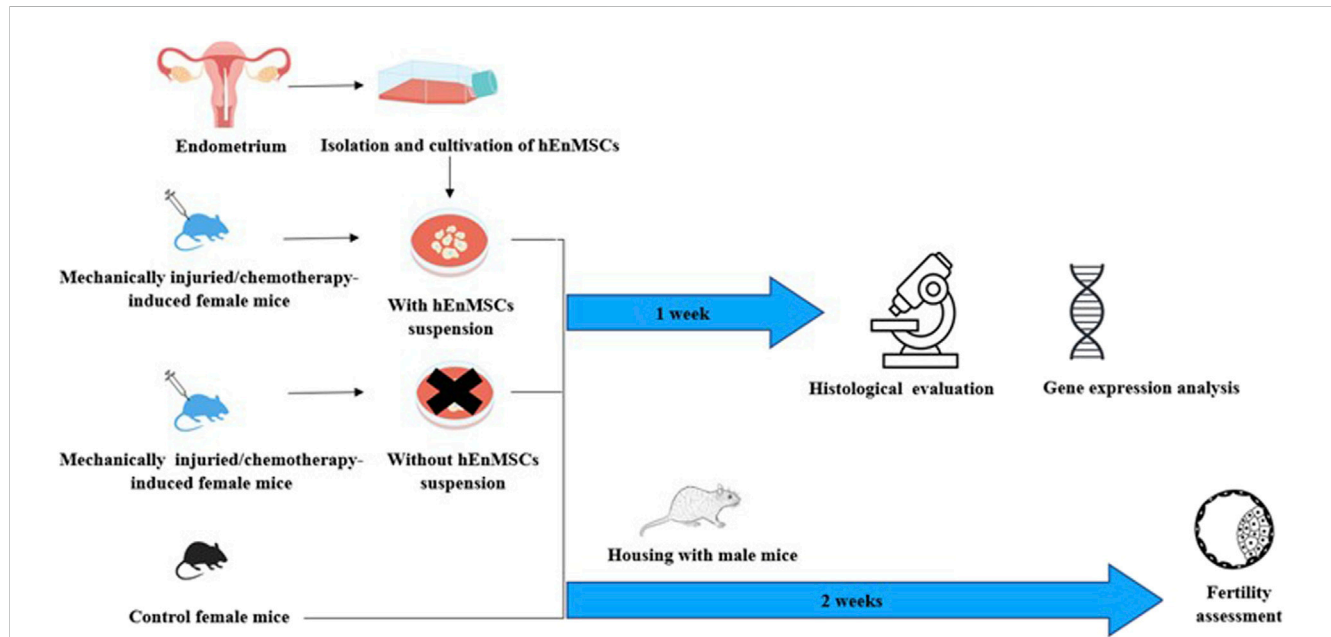 Endometrium
Isolation and cultivation of hEnMSCs
Mechanically injuried/chemotherapy-
induced female mice
With hEnMSCs
suspension
1 week
Histological evaluation
Gene expression analysis
Mechanically injuried/chemotherapy-
induced female mice
Without hEnMSCs
suspension
Housing with male mice
Control female mice
2 weeks
Fertility
assessment